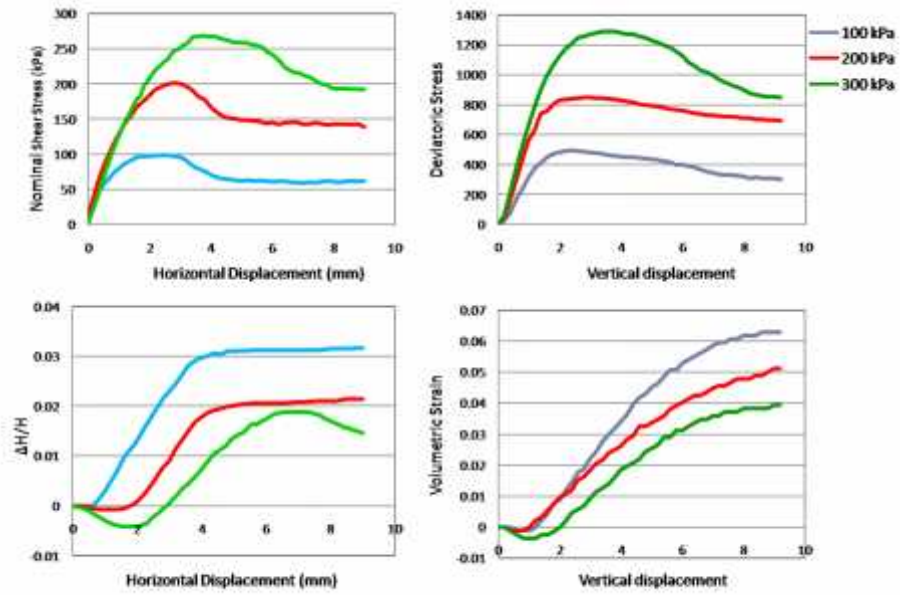 300
250
200
150
100
50
0
Nominal Shear Stress (kPa)
0 2 4 6 8 10
Horizontal Displacement (mm)
1400
1200
1000
800
600
400
200
0
Deviatoric Stress
0 2 4 6 8 10
Vertical displacement
100 kPa
200 kPa
300 kPa
0.04
0.03
0.02
0.01
0
-0.01
ΔH/H
0 2 4 6 8 10
Horizontal Displacement (mm)
0.07
0.06
0.05
0.04
0.03
0.02
0.01
0
-0.01
Volumetric Strain
0 2 4 6 8 10
Vertical displacement